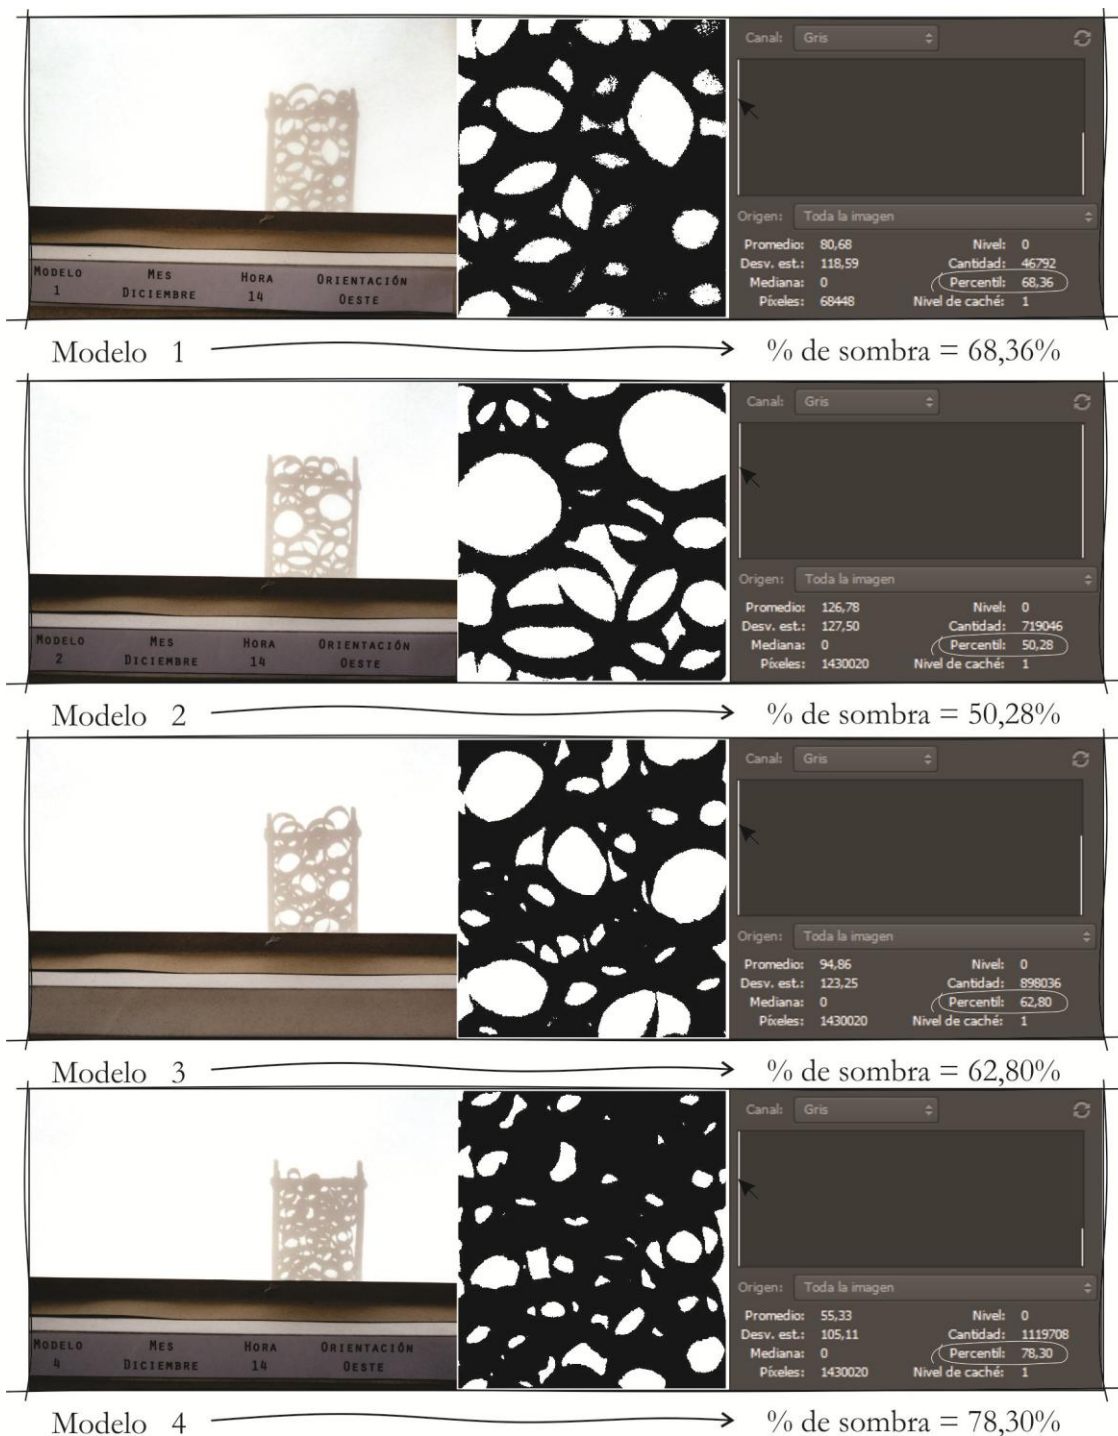 Canal: Gris
Origen: Toda la imagen
Promedio: 80,68 Nivel: 0
Desv. est.: 118,59 Cantidad: 46792
Mediana: 0 Percentil: 68,36
Píxeles: 68448 Nivel de caché: 1
MODELO MES HORA ORIENTACIÓN
1 DICIEMBRE 14 OESTE
Modelo 1 % de sombra = 68,36%
Canal: Gris
Origen: Toda la imagen
Promedio: 126,78 Nivel: 0
Desv. est.: 127,50 Cantidad: 719046
Mediana: 0 Percentil: 50,28
Píxeles: 1430020 Nivel de caché: 1
MODELO MES HORA ORIENTACIÓN
2 DICIEMBRE 14 OESTE
Modelo 2 % de sombra = 50,28%
Canal: Gris
Origen: Toda la imagen
Promedio: 94,86 Nivel: 0
Desv. est.: 123,25 Cantidad: 898036
Mediana: 0 Percentil: 62,80
Píxeles: 1430020 Nivel de caché: 1
Modelo 3 % de sombra = 62,80%
Canal: Gris
Origen: Toda la imagen
Promedio: 55,33 Nivel: 0
Desv. est.: 105,11 Cantidad: 1119708
Mediana: 0 Percentil: 78,30
Píxeles: 1430020 Nivel de caché: 1
MODELO MES HORA ORIENTACIÓN
4 DICIEMBRE 14 OESTE
Modelo 4 % de sombra = 78,30%